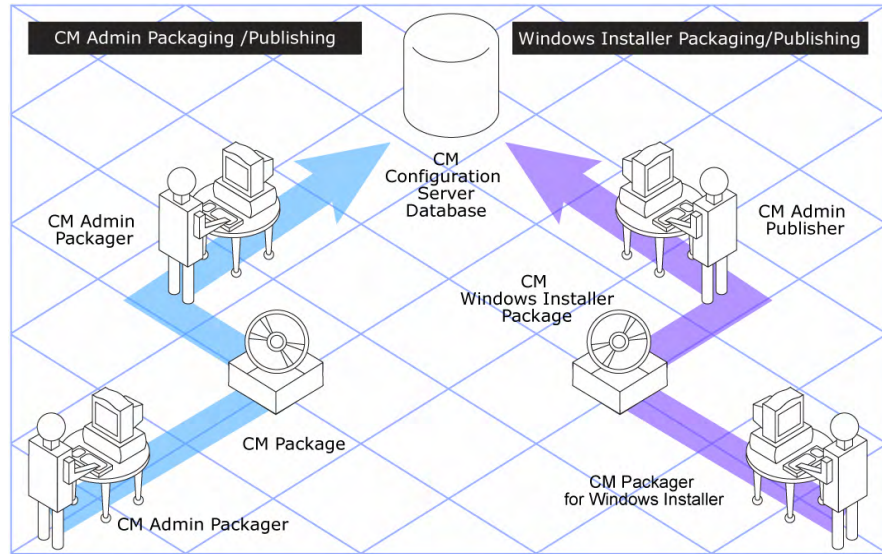 CM Admin Packaging /Publishing
Windows Installer Packaging/Publishing
CM
Configuration
Server
Database
CM Admin
Packager
CM Admin
Publisher
CM
Windows Installer
Package
CM Package
CM Admin Packager
CM Packager
for Windows Installer